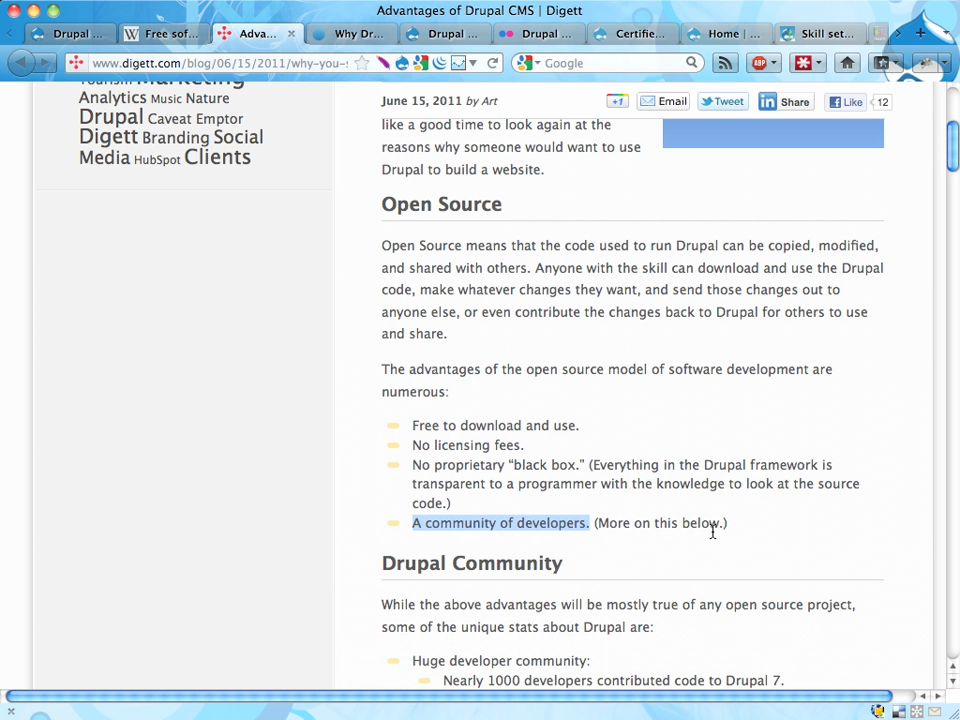 Advantages of Drupal CMS | Digett
Drupal ...
Free sof...
Adva...
Why Dr...
Drupal ...
Drupal ...
Certifie...
Home | ...
Skill set...
www.digett.com/blog/06/15/2011/why-you-s
Google
ABP
Tourism Marketing
Analytics Music Nature
Drupal Caveat Emptor
Digett Branding Social
Media HubSpot Clients
June 15, 2011 by Art
+1
Email
Tweet
Share
Like
12
like a good time to look again at the
reasons why someone would want to use
Drupal to build a website.
Open Source
Open Source means that the code used to run Drupal can be copied, modified,
and shared with others. Anyone with the skill can download and use the Drupal
code, make whatever changes they want, and send those changes out to
anyone else, or even contribute the changes back to Drupal for others to use
and share.
The advantages of the open source model of software development are
numerous:
Free to download and use.
No licensing fees.
No proprietary “black box.” (Everything in the Drupal framework is
transparent to a programmer with the knowledge to look at the source
code.)
A community of developers. (More on this below.)
Drupal Community
While the above advantages will be mostly true of any open source project,
some of the unique stats about Drupal are:
Huge developer community:
Nearly 1000 developers contributed code to Drupal 7.